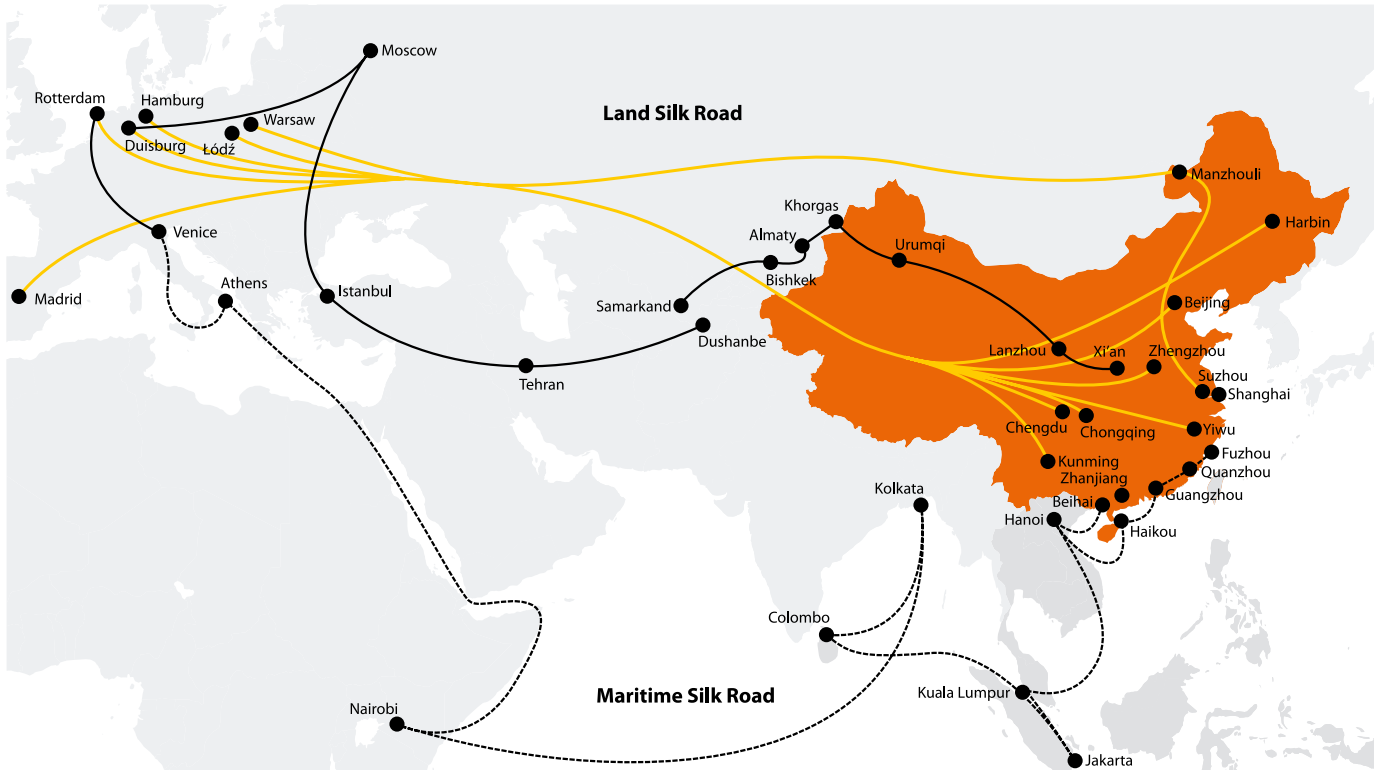 Moscow
Rotterdam
Hamburg
Warsaw
Duisburg
Łódź
Land Silk Road
Manzhouli
Khorgas
Harbin
Venice
Almaty
Urumqi
Athens
Bishkek
Madrid
Istanbul
Samarkand
Beijing
Dushanbe
Lanzhou
Xi'an
Zhengzhou
Tehran
Suzhou
Shanghai
Chengdu
Chongqing
Yiwu
Fuzhou
Kunming
Quanzhou
Zhanjiang
Kolkata
Guangzhou
Beihai
Hanoi
Haikou
Colombo
Maritime Silk Road
Kuala Lumpur
Nairobi
Jakarta